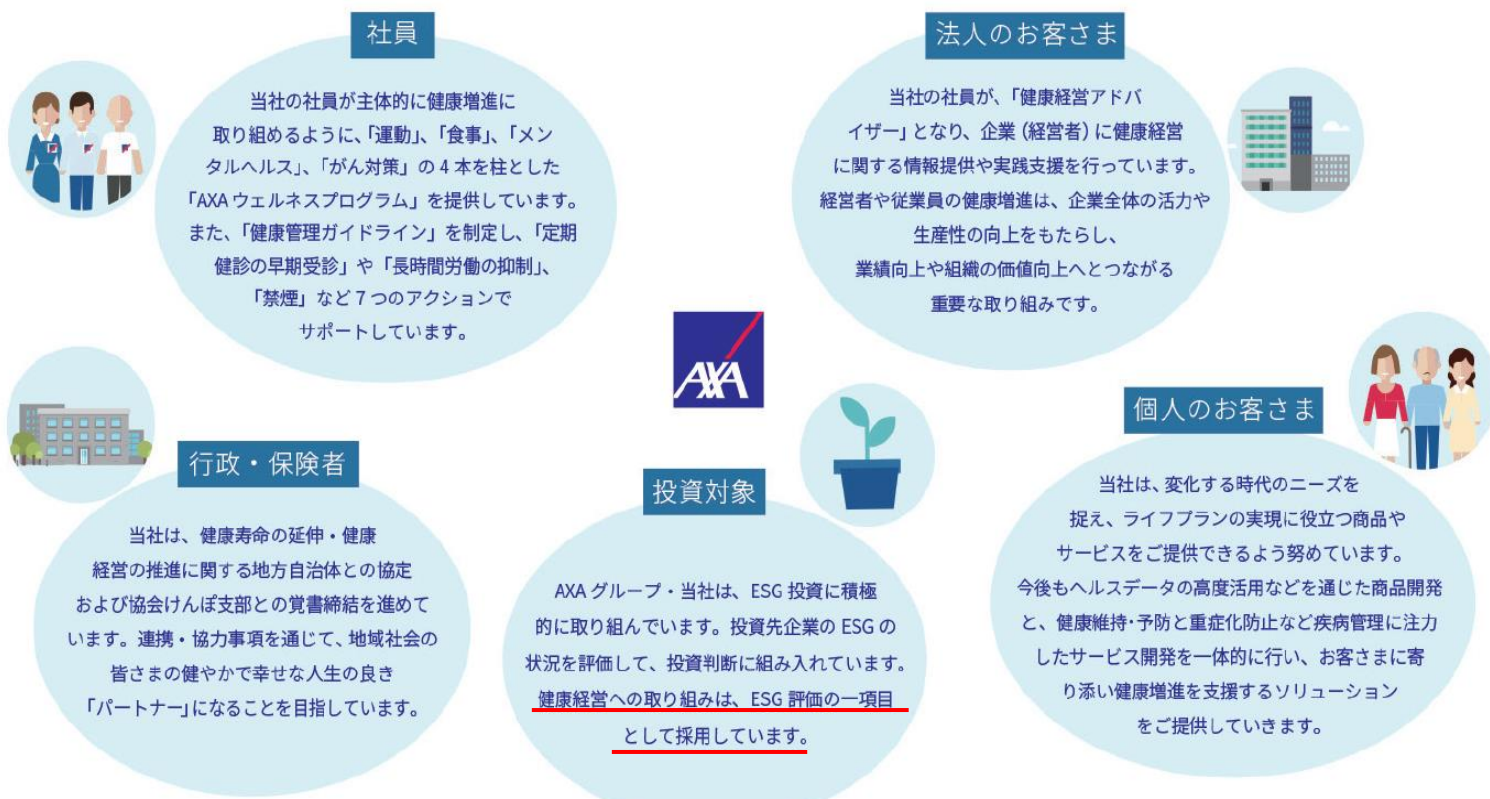 社員
当社の社員が主体的に健康増進に
取り組めるように、「運動」、「食事」、「メン
タルヘルス」、「がん対策」の4本を柱とした
「AXAウェルネスプログラム」を提供しています。
また、「健康管理ガイドライン」を制定し、「定期
健診の早期受診」や「長時間労働の抑制」、
「禁煙」など7つのアクションで
サポートしています。
法人のお客さま
当社の社員が、「健康経営アドバ
イザー」となり、企業（経営者）に健康経営
に関する情報提供や実践支援を行っています。
経営者や従業員の健康増進は、企業全体の活力や
生産性の向上をもたらし、
業績向上や組織の価値向上へとつながる
重要な取り組みです。
AXA
行政・保険者
当社は、健康寿命の延伸・健康
経営の推進に関する地方自治体との協定
および協会けんぽ支部との覚書締結を進めて
います。連携・協力事項を通じて、地域社会の
皆さまの健やかで幸せな人生の良き
「パートナー」になることを目指しています。
投資対象
AXAグループ・当社は、ESG投資に積極
的に取り組んでいます。投資先企業のESGの
状況を評価して、投資判断に組み入れています。
健康経営への取り組みは、ESG評価の一項目
として採用しています。
個人のお客さま
当社は、変化する時代のニーズを
捉え、ライフプランの実現に役立つ商品や
サービスをご提供できるよう努めています。
今後もヘルスデータの高度活用などを通じた商品開発
と、健康維持・予防と重症化防止など疾病管理に注力
したサービス開発を一体的に行い、お客さまに寄
り添い健康増進を支援するソリューション
をご提供していきます。